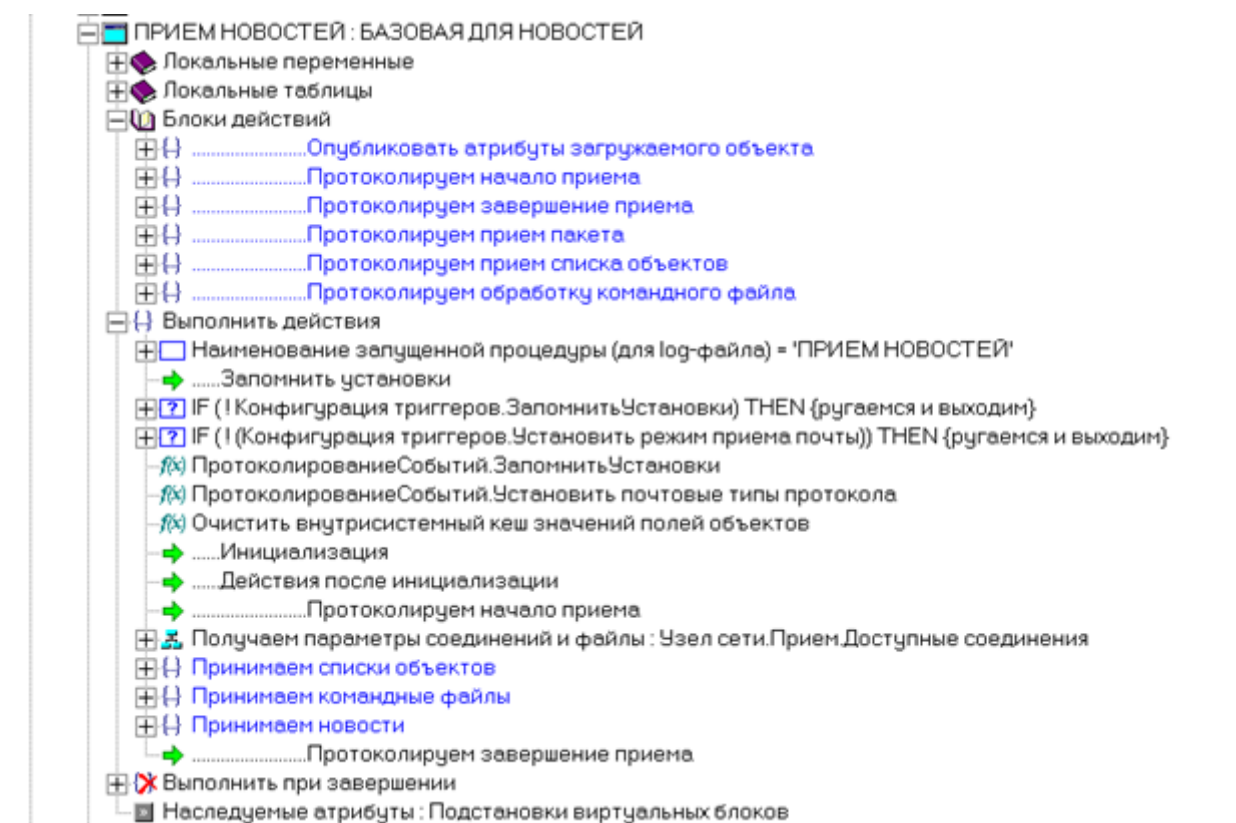 ПРИЕМ НОВОСТЕЙ : БАЗОВАЯ ДЛЯ НОВОСТЕЙ
Локальные переменные
Локальные таблицы
Блоки действий
..........................Опубликовать атрибуты загружаемого объекта
..........................Протоколируем начало приема
..........................Протоколируем завершение приема
..........................Протоколируем прием пакета
..........................Протоколируем прием списка объектов
..........................Протоколируем обработку командного файла
Выполнить действия
Наименование запущенной процедуры (для log-файла) = 'ПРИЕМ НОВОСТЕЙ'
......Запомнить установки
IF (! Конфигурация триггеров.ЗапомнитьУстановки) THEN {ругаемся и выходим}
IF (! (Конфигурация триггеров.Установить режим приема почты)) THEN {ругаемся и выходим}
f(x) ПротоколированиеСобытий.ЗапомнитьУстановки
f(x) ПротоколированиеСобытий.Установить почтовые типы протокола
f(x) Очистить внутрисистемный кеш значений полей объектов
......Инициализация
......Действия после инициализации
..........................Протоколируем начало приема
Получаем параметры соединений и файлы : Узел сети.Прием.Доступные соединения
Принимаем списки объектов
Принимаем командные файлы
Принимаем новости
..........................Протоколируем завершение приема
Выполнить при завершении
Наследуемые атрибуты : Подстановки виртуальных блоков